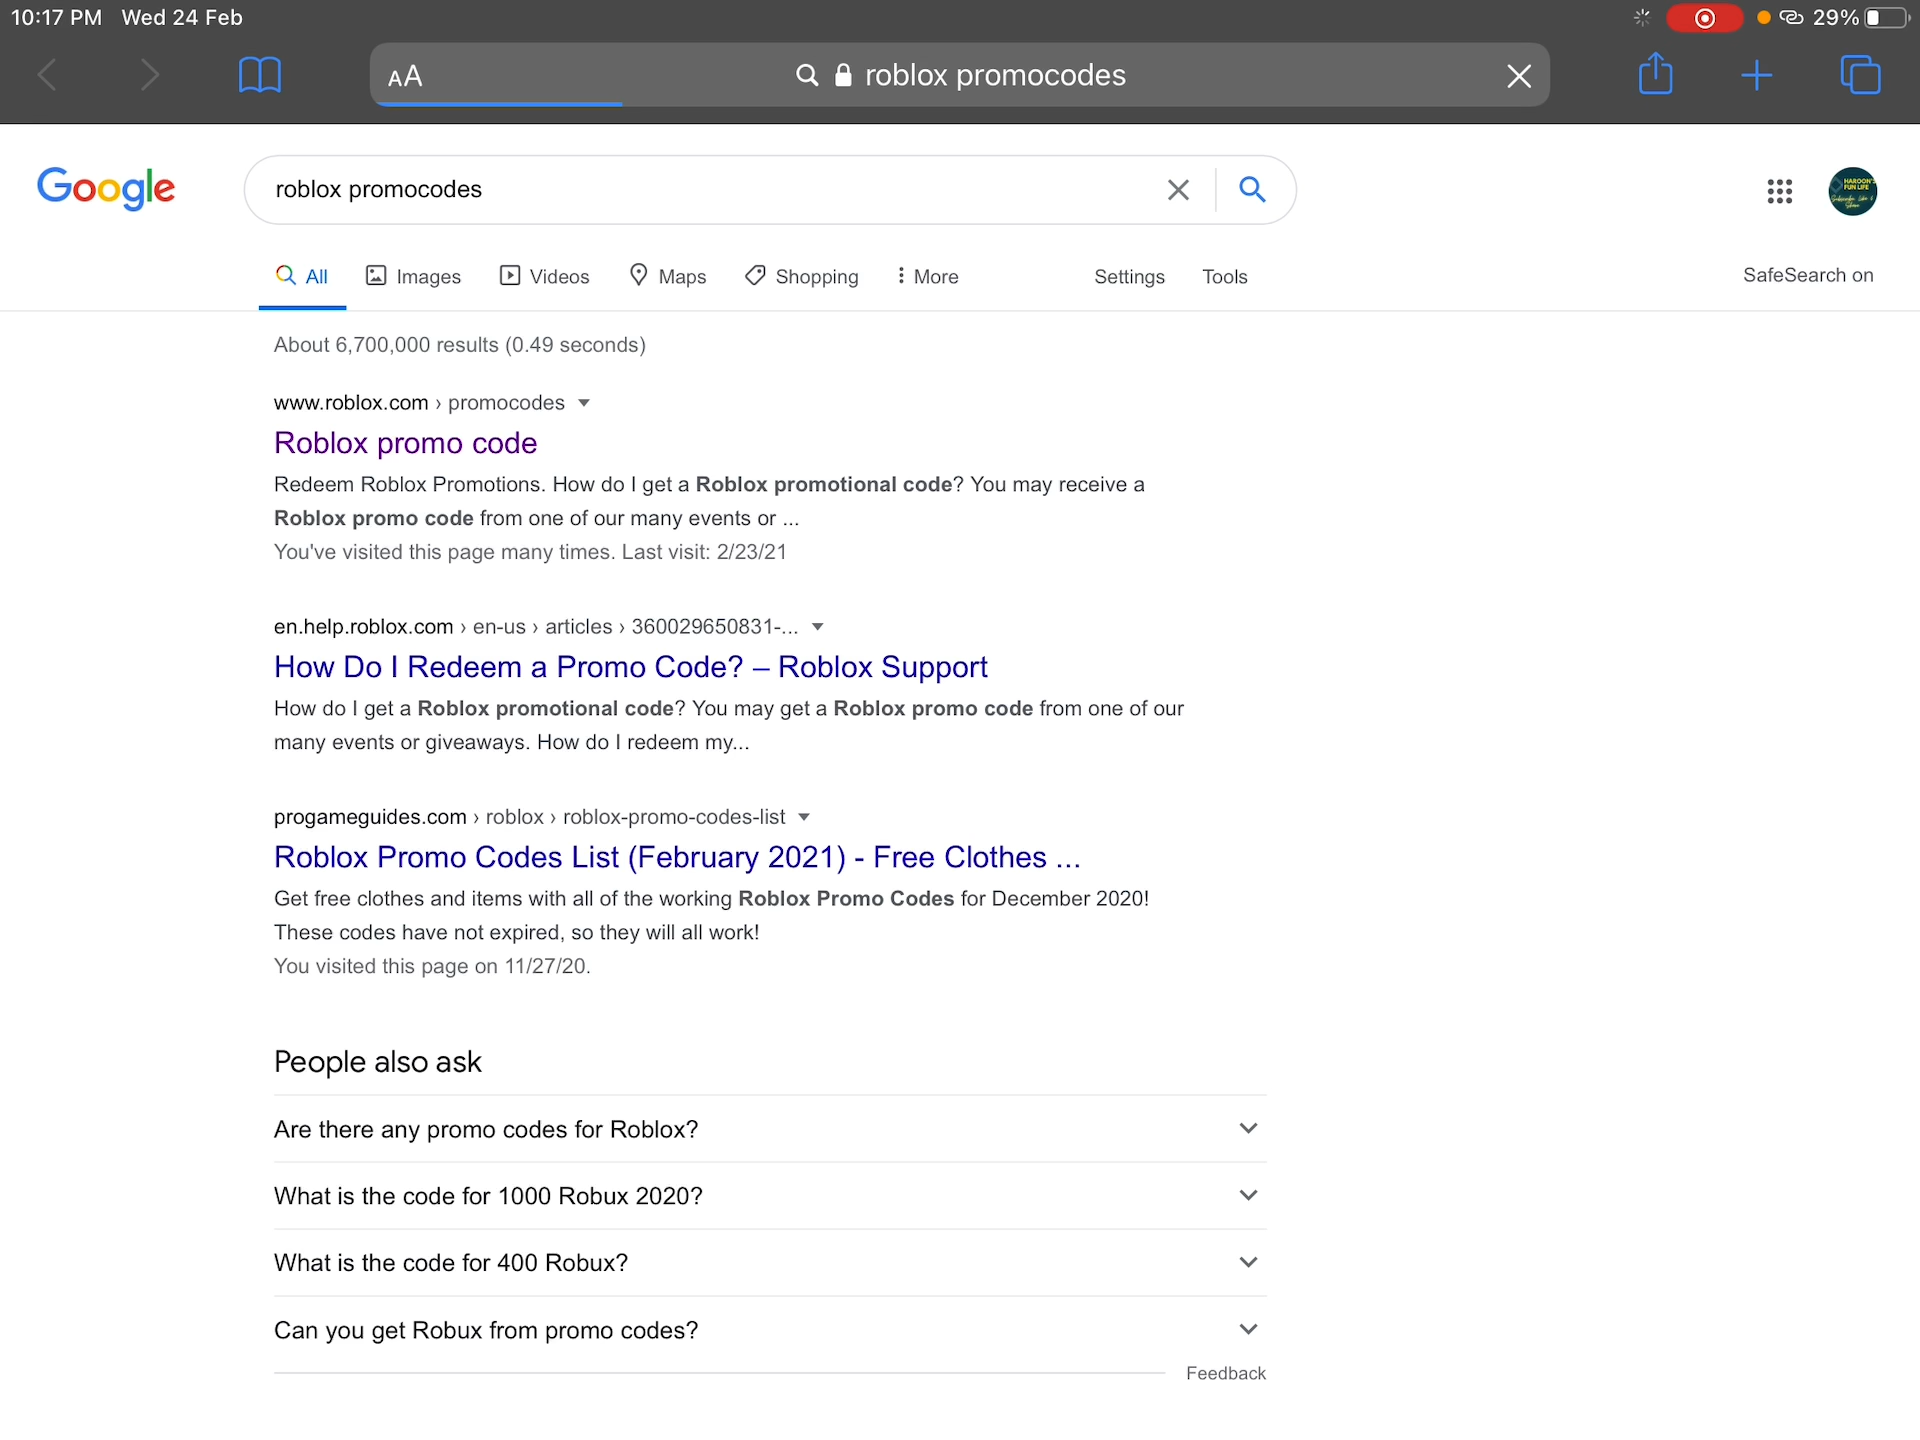 10:17 PM Wed 24 Feb
29%
AA
roblox promocodes
Google
roblox promocodes
HAROON'S
FUN LIFE
All Images Videos Maps Shopping More Settings Tools
SafeSearch on
About 6,700,000 results (0.49 seconds)
www.roblox.com › promocodes
Roblox promo code
Redeem Roblox Promotions. How do I get a Roblox promotional code? You may receive a
Roblox promo code from one of our many events or ...
You've visited this page many times. Last visit: 2/23/21
en.help.roblox.com › en-us › articles › 360029650831-...
How Do I Redeem a Promo Code? – Roblox Support
How do I get a Roblox promotional code? You may get a Roblox promo code from one of our
many events or giveaways. How do I redeem my...
progameguides.com › roblox › roblox-promo-codes-list
Roblox Promo Codes List (February 2021) - Free Clothes ...
Get free clothes and items with all of the working Roblox Promo Codes for December 2020!
These codes have not expired, so they will all work!
You visited this page on 11/27/20.
People also ask
Are there any promo codes for Roblox?
What is the code for 1000 Robux 2020?
What is the code for 400 Robux?
Can you get Robux from promo codes?
Feedback